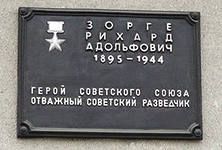 ЗОРГЕ
РИХАРД
АДОЛЬФОВИЧ
1895-1944
ГЕРОЙ СОВЕТСКОГО СОЮЗА
ОТВАЖНЫЙ СОВЕТСКИЙ РАЗВЕДЧИК